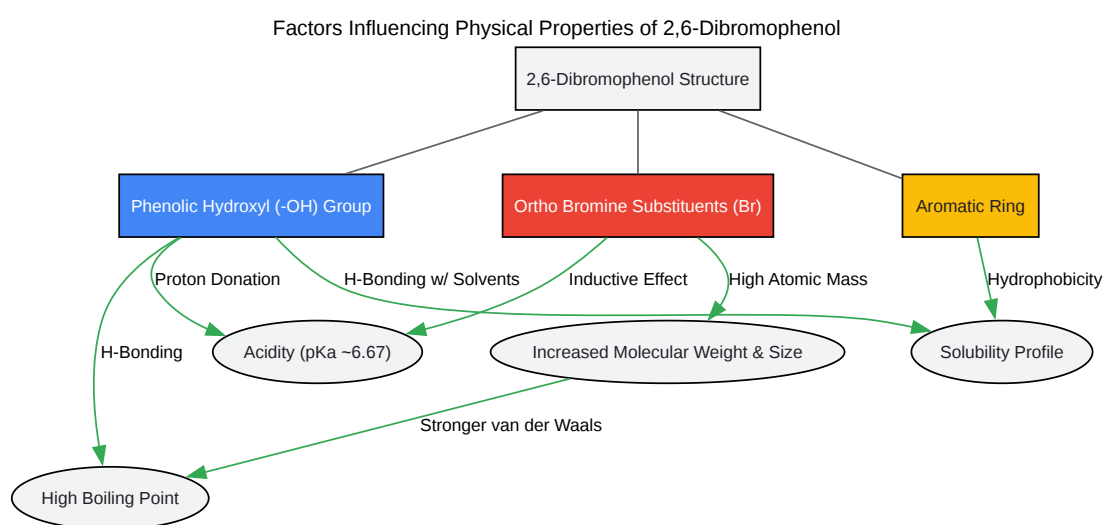 Factors Influencing Physical Properties of 2,6-Dibromophenol
2,6-Dibromophenol Structure
Phenolic Hydroxyl (-OH) Group
Ortho Bromine Substituents (Br)
Aromatic Ring
Proton Donation
H-Bonding w/ Solvents
Inductive Effect
High Atomic Mass
Hydrophobicity
H-Bonding
Acidity (pKa ~6.67)
Increased Molecular Weight & Size
Solubility Profile
Stronger van der Waals
High Boiling Point